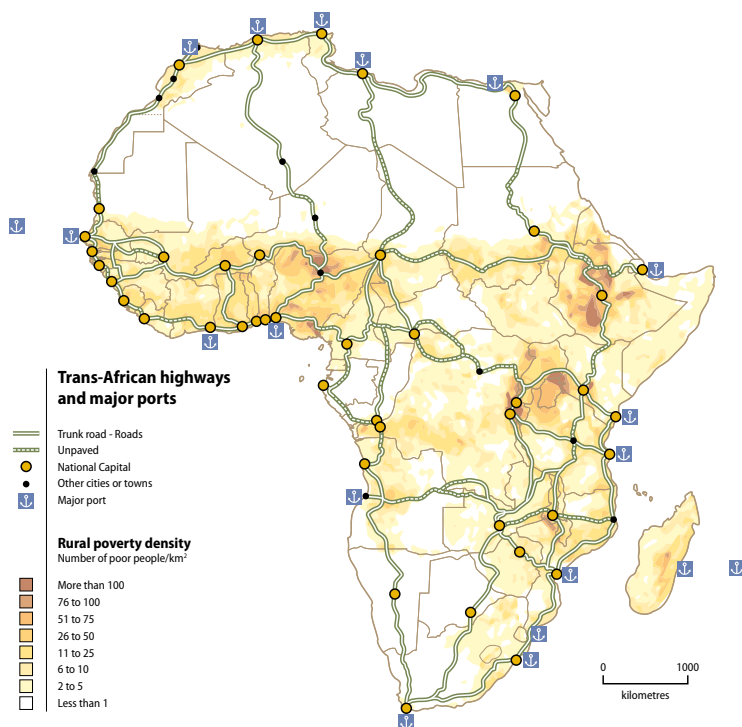 Trans-African highways
and major ports
Trunk road - Roads
Unpaved
National Capital
Other cities or towns
Major port
Rural poverty density
Number of poor people/km²
More than 100
76 to 100
51 to 75
26 to 50
11 to 25
6 to 10
2 to 5
Less than 1
0 1000
kilometres